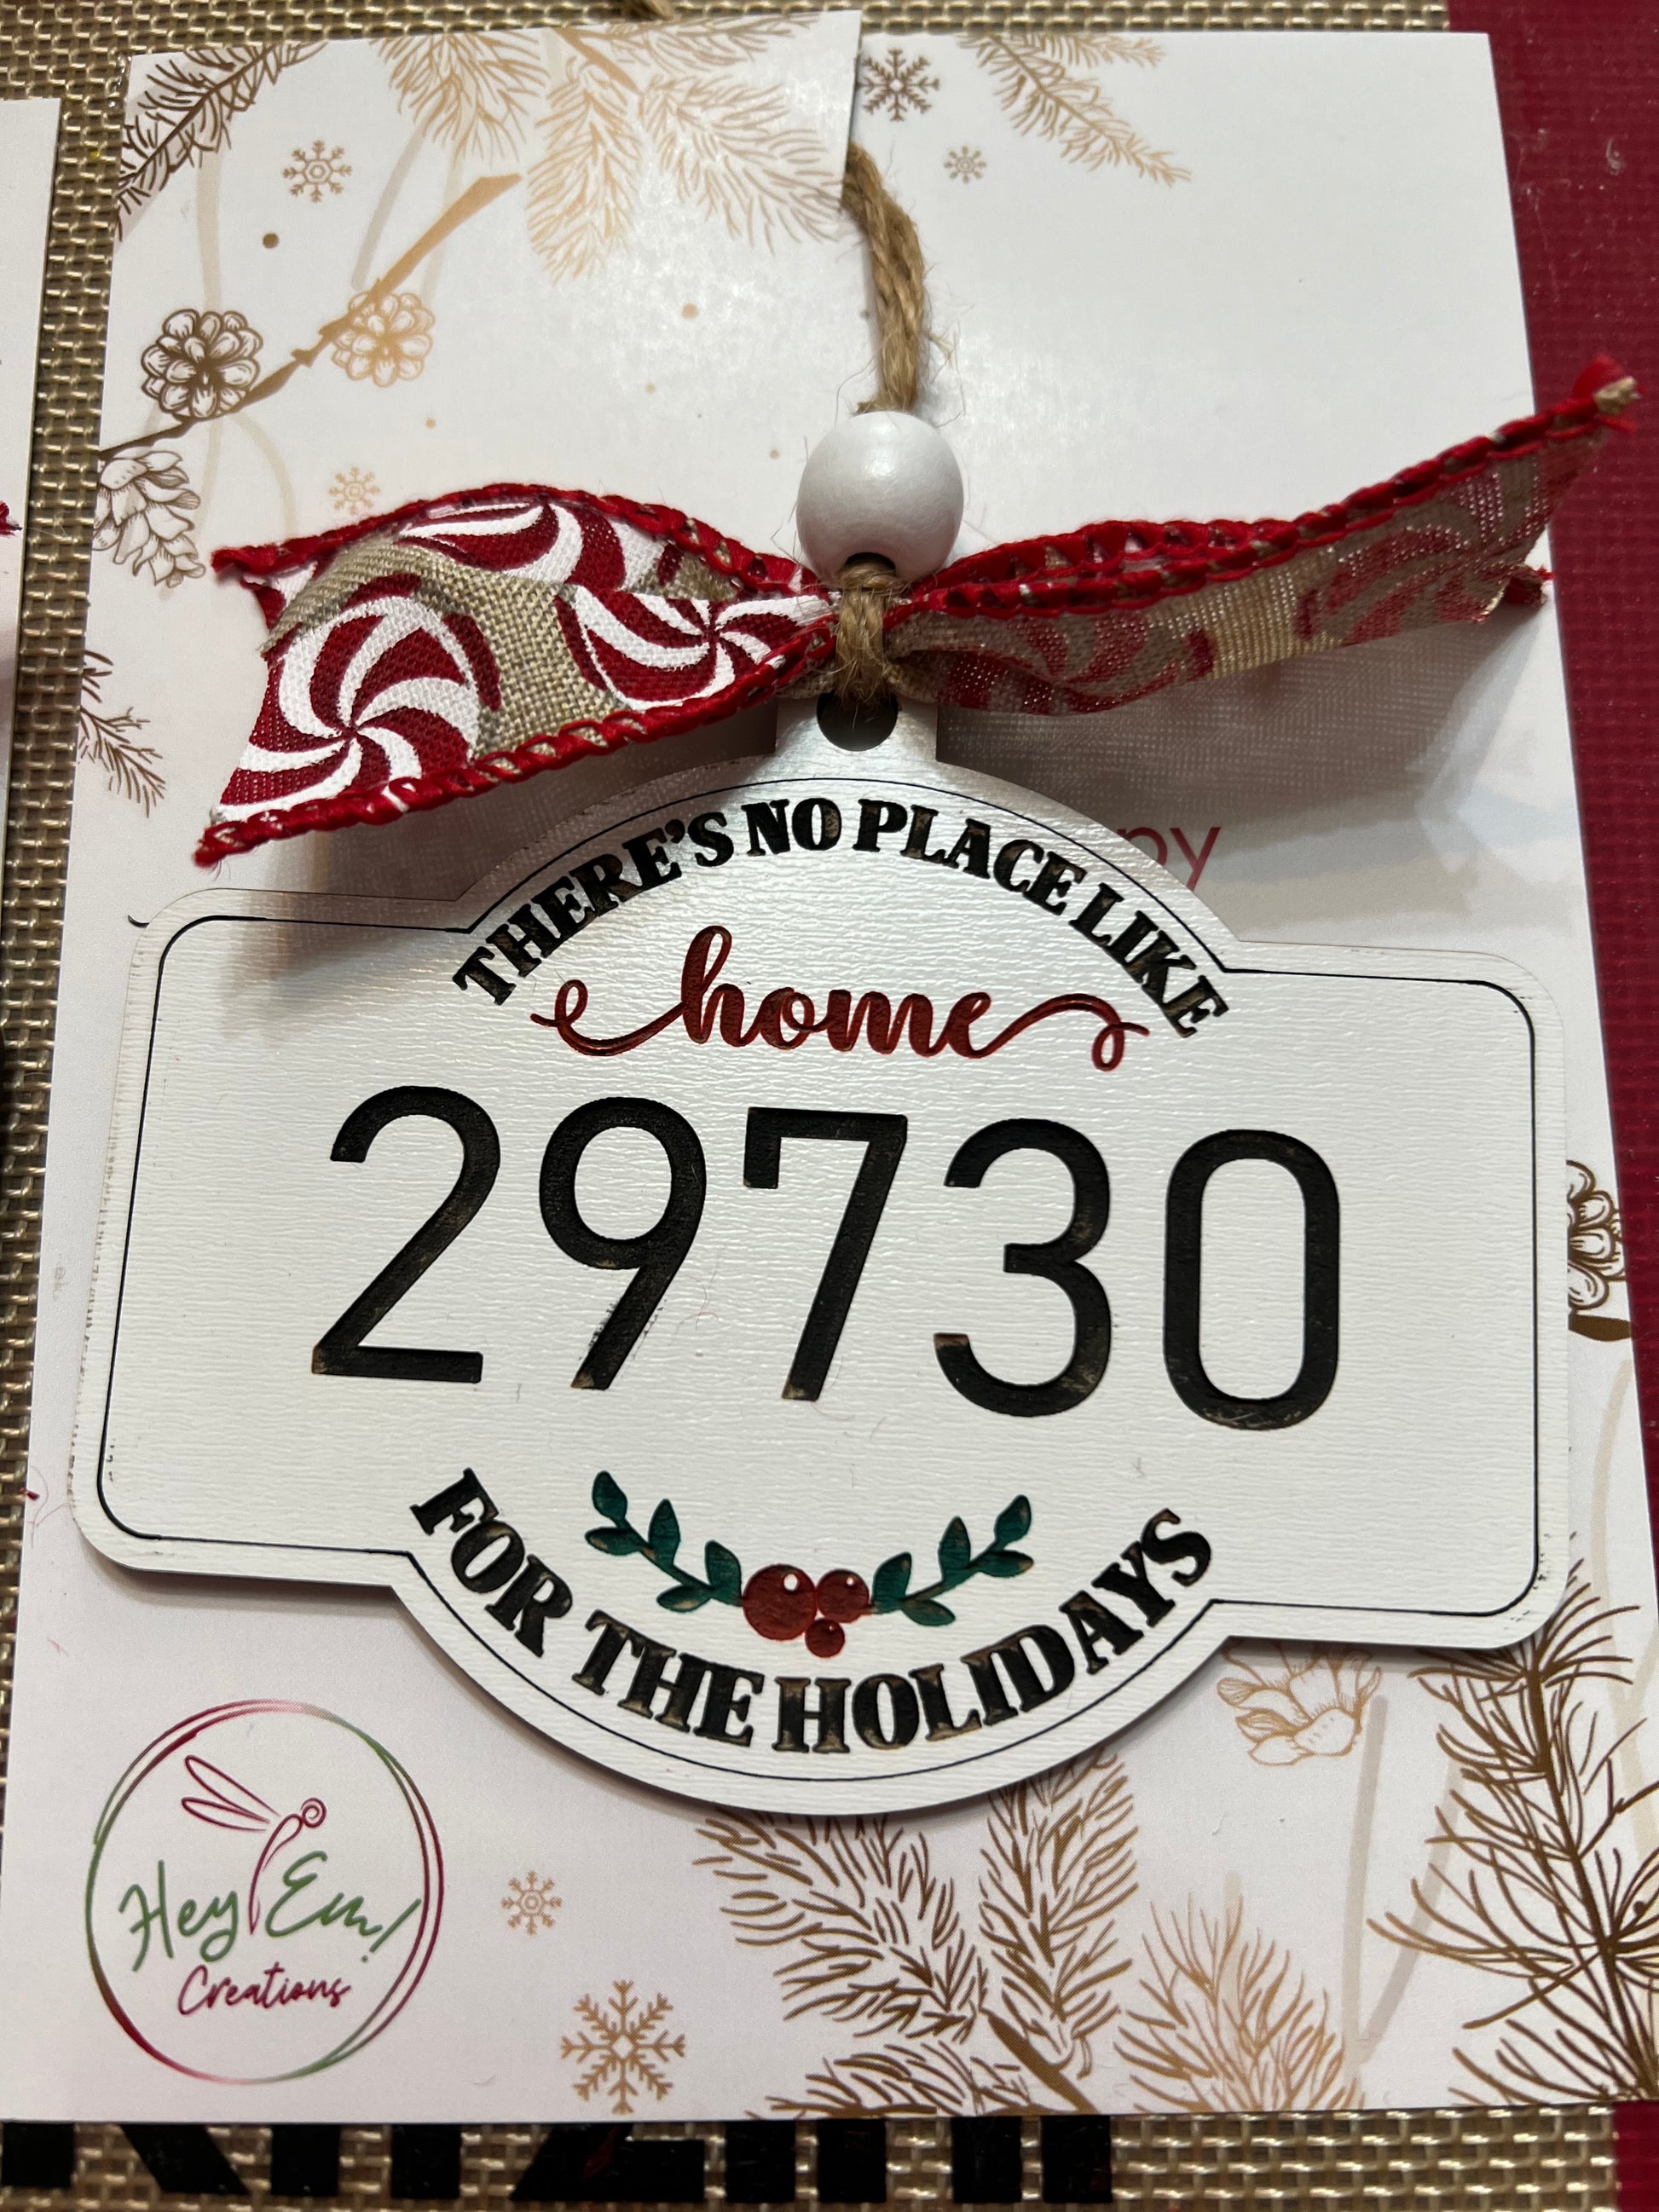 THERE'S NO PLACE LIKE
home
29730
FOR THE HOLIDAYS
Hey Em!
Creations